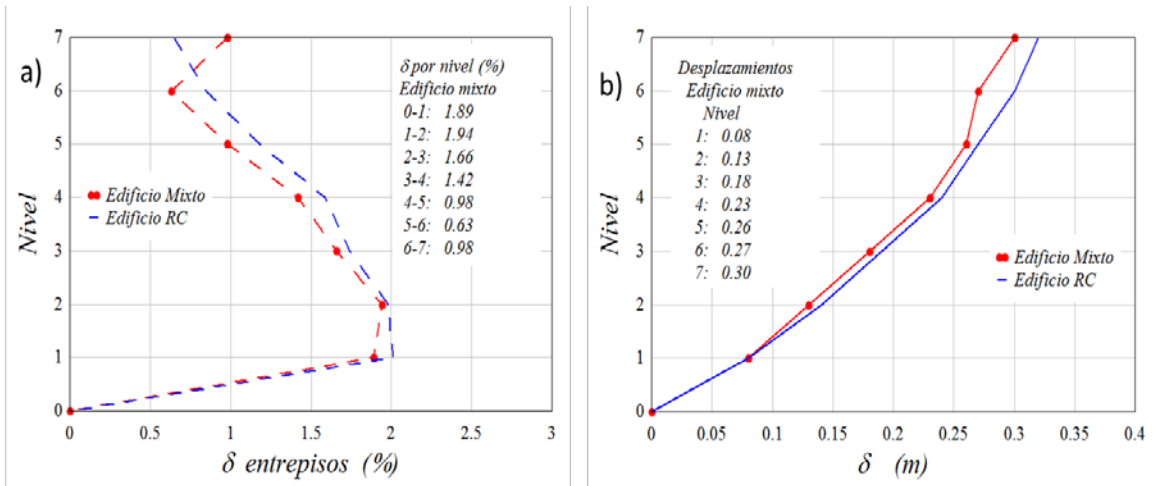 a)
7
6
5
4
3
2
1
0
Nivel
δ por nivel (%)
Edificio mixto
0-1: 1.89
1-2: 1.94
2-3: 1.66
3-4: 1.42
4-5: 0.98
5-6: 0.63
6-7: 0.98
Edificio Mixto
Edificio RC
0 0.5 1 1.5 2 2.5 3
δ entrepisos (%)
b)
7
6
5
4
3
2
1
0
Nivel
Desplazamientos
Edificio mixto
Nivel
1: 0.08
2: 0.13
3: 0.18
4: 0.23
5: 0.26
6: 0.27
7: 0.30
Edificio Mixto
Edificio RC
0 0.05 0.1 0.15 0.2 0.25 0.3 0.35 0.4
δ (m)